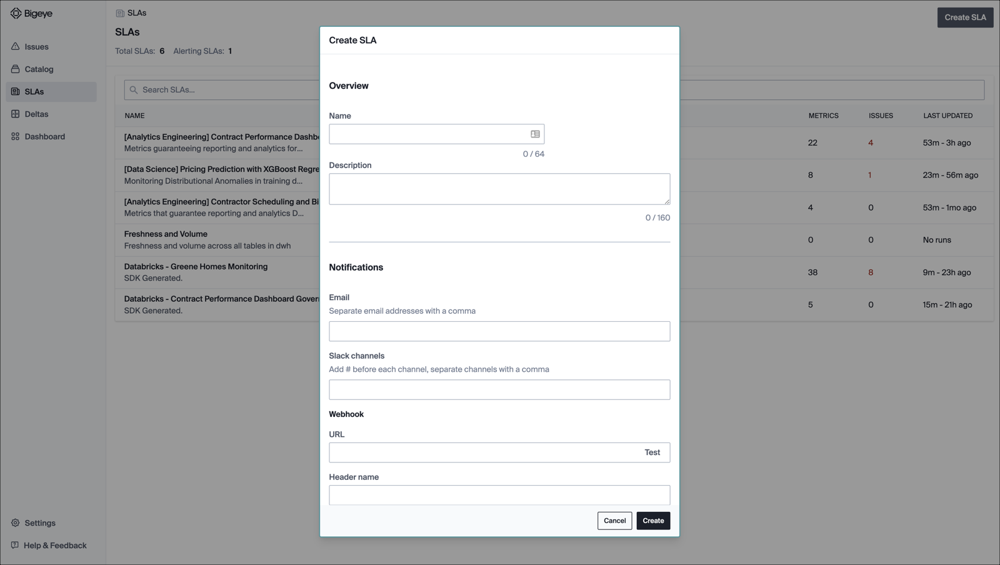 Bigeye
Issues
Catalog
SLAs
Deltas
Dashboard
Settings
Help & Feedback
SLAs
SLAs
Total SLAs: 6 Alerting SLAs: 1
Create SLA
Search SLAs...
NAME METRICS ISSUES LAST UPDATED
[Analytics Engineering] Contract Performance Dashb
Metrics guaranteeing reporting and analytics for...
22 4 53m - 3h ago
[Data Science] Pricing Prediction with XGBoost Regre
Monitoring Distributional Anomalies in training d...
8 1 23m - 56m ago
[Analytics Engineering] Contractor Scheduling and Bi
Metrics that guarantee reporting and analytics D...
4 0 53m - 1mo ago
Freshness and Volume
Freshness and volume across all tables in dwh
0 0 No runs
Databricks - Greene Homes Monitoring
SDK Generated.
38 8 9m - 23h ago
Databricks - Contract Performance Dashboard Gover
SDK Generated.
5 0 15m - 21h ago
Create SLA
Overview
Name
0 / 64
Description
0 / 160
Notifications
Email
Separate email addresses with a comma
Slack channels
Add # before each channel, separate channels with a comma
Webhook
URL
Test
Header name
Cancel Create